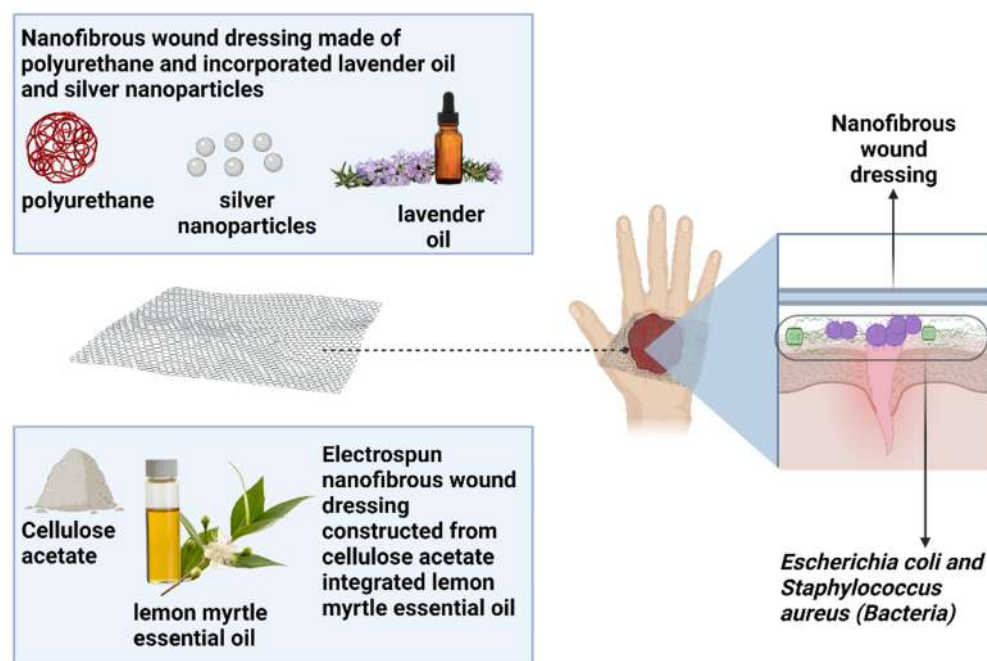 Nanofibrous wound dressing made of
polyurethane and incorporated lavender oil
and silver nanoparticles
polyurethane
silver
nanoparticles
lavender
oil
Nanofibrous
wound
dressing
Cellulose
acetate
lemon myrtle
essential oil
Electrospun
nanofibrous wound
dressing
constructed from
cellulose acetate
integrated lemon
myrtle essential oil
Escherichia coli and
Staphylococcus
aureus (Bacteria)